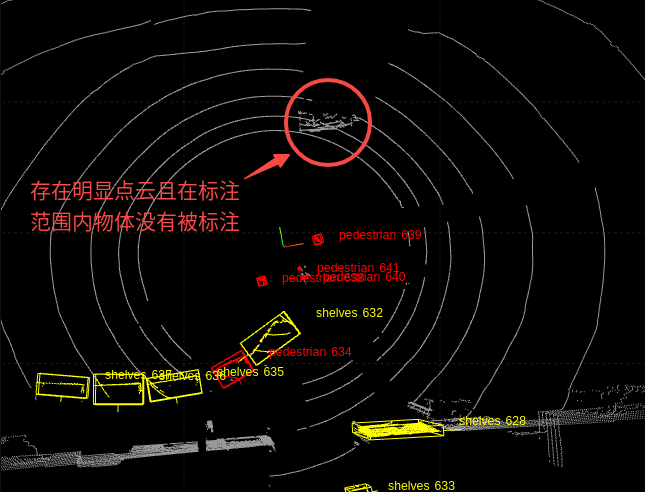 存在明显点云且在标注
范围内物体没有被标注
pedestrian 639
pedestrian 641
pedestrian 640
shelves 632
pedestrian 634
shelves 635
shelves 628
shelves 633